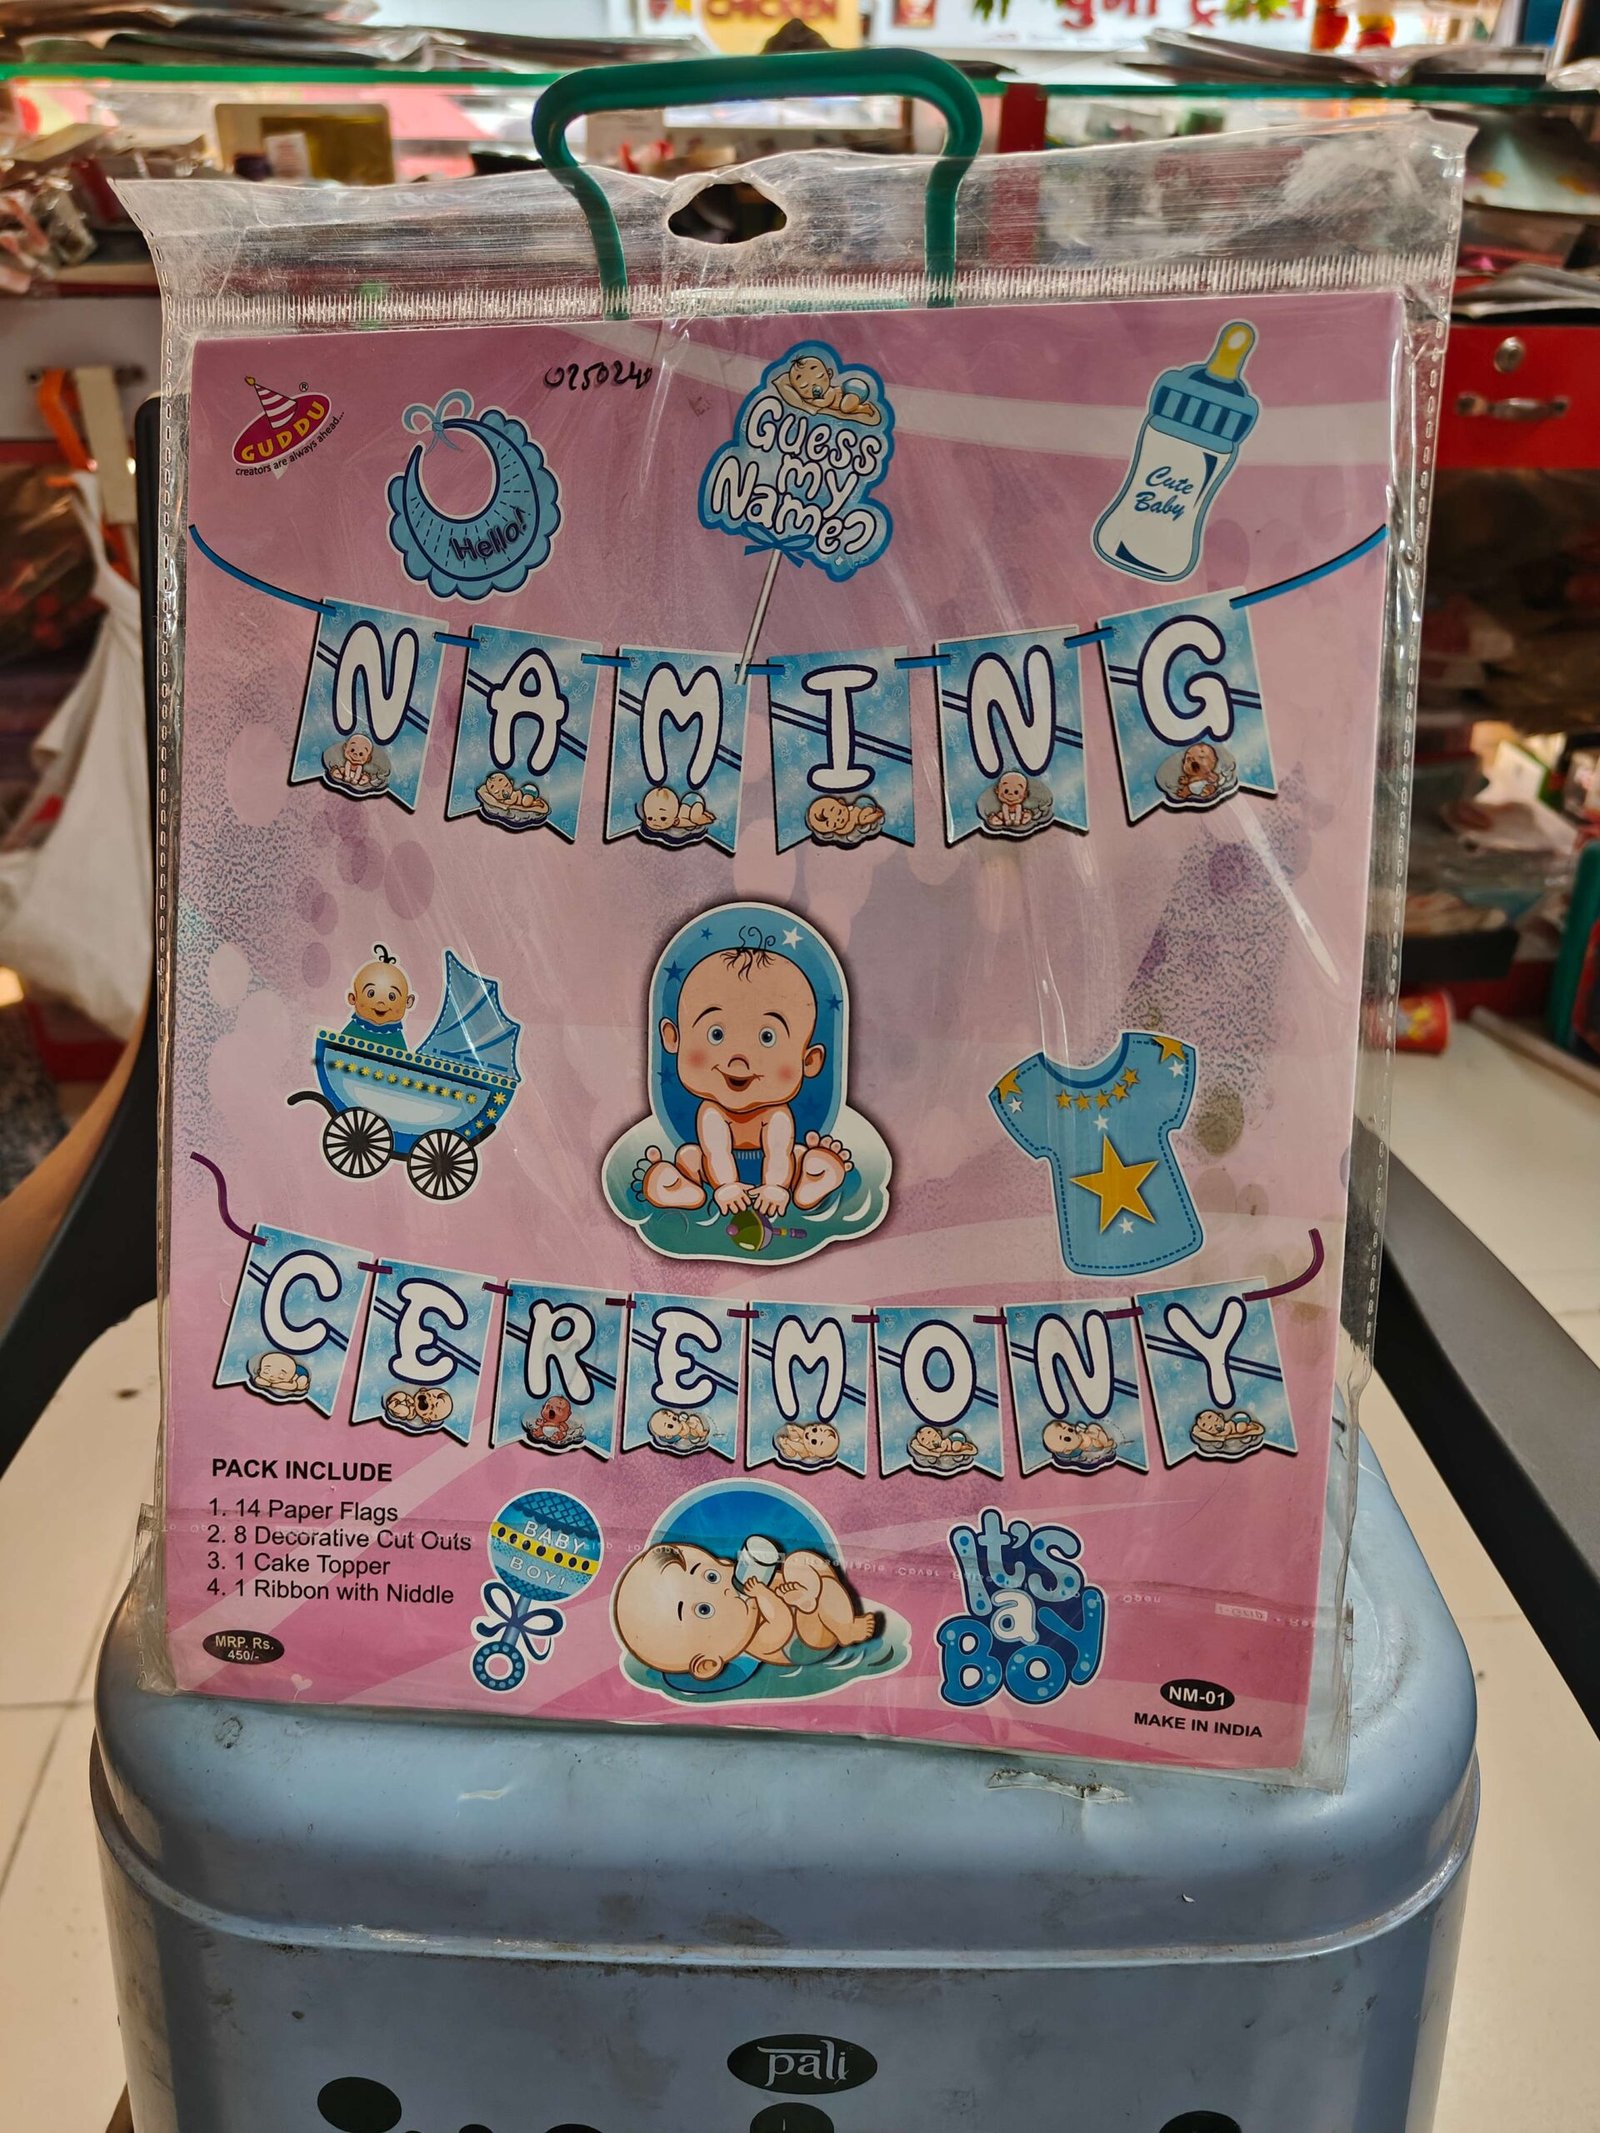 CHICKEN
GUDDU
®
creators are always ahead...
0250240
Hello!
Guess
my
Name?
Cute
Baby
NAMING
CEREMONY
PACK INCLUDE
1. 14 Paper Flags
2. 8 Decorative Cut Outs
3. 1 Cake Topper
4. 1 Ribbon with Niddle
MRP. Rs.
450/-
BABY
BOY!
It's
a
BOY
NM-01
MAKE IN INDIA
pali